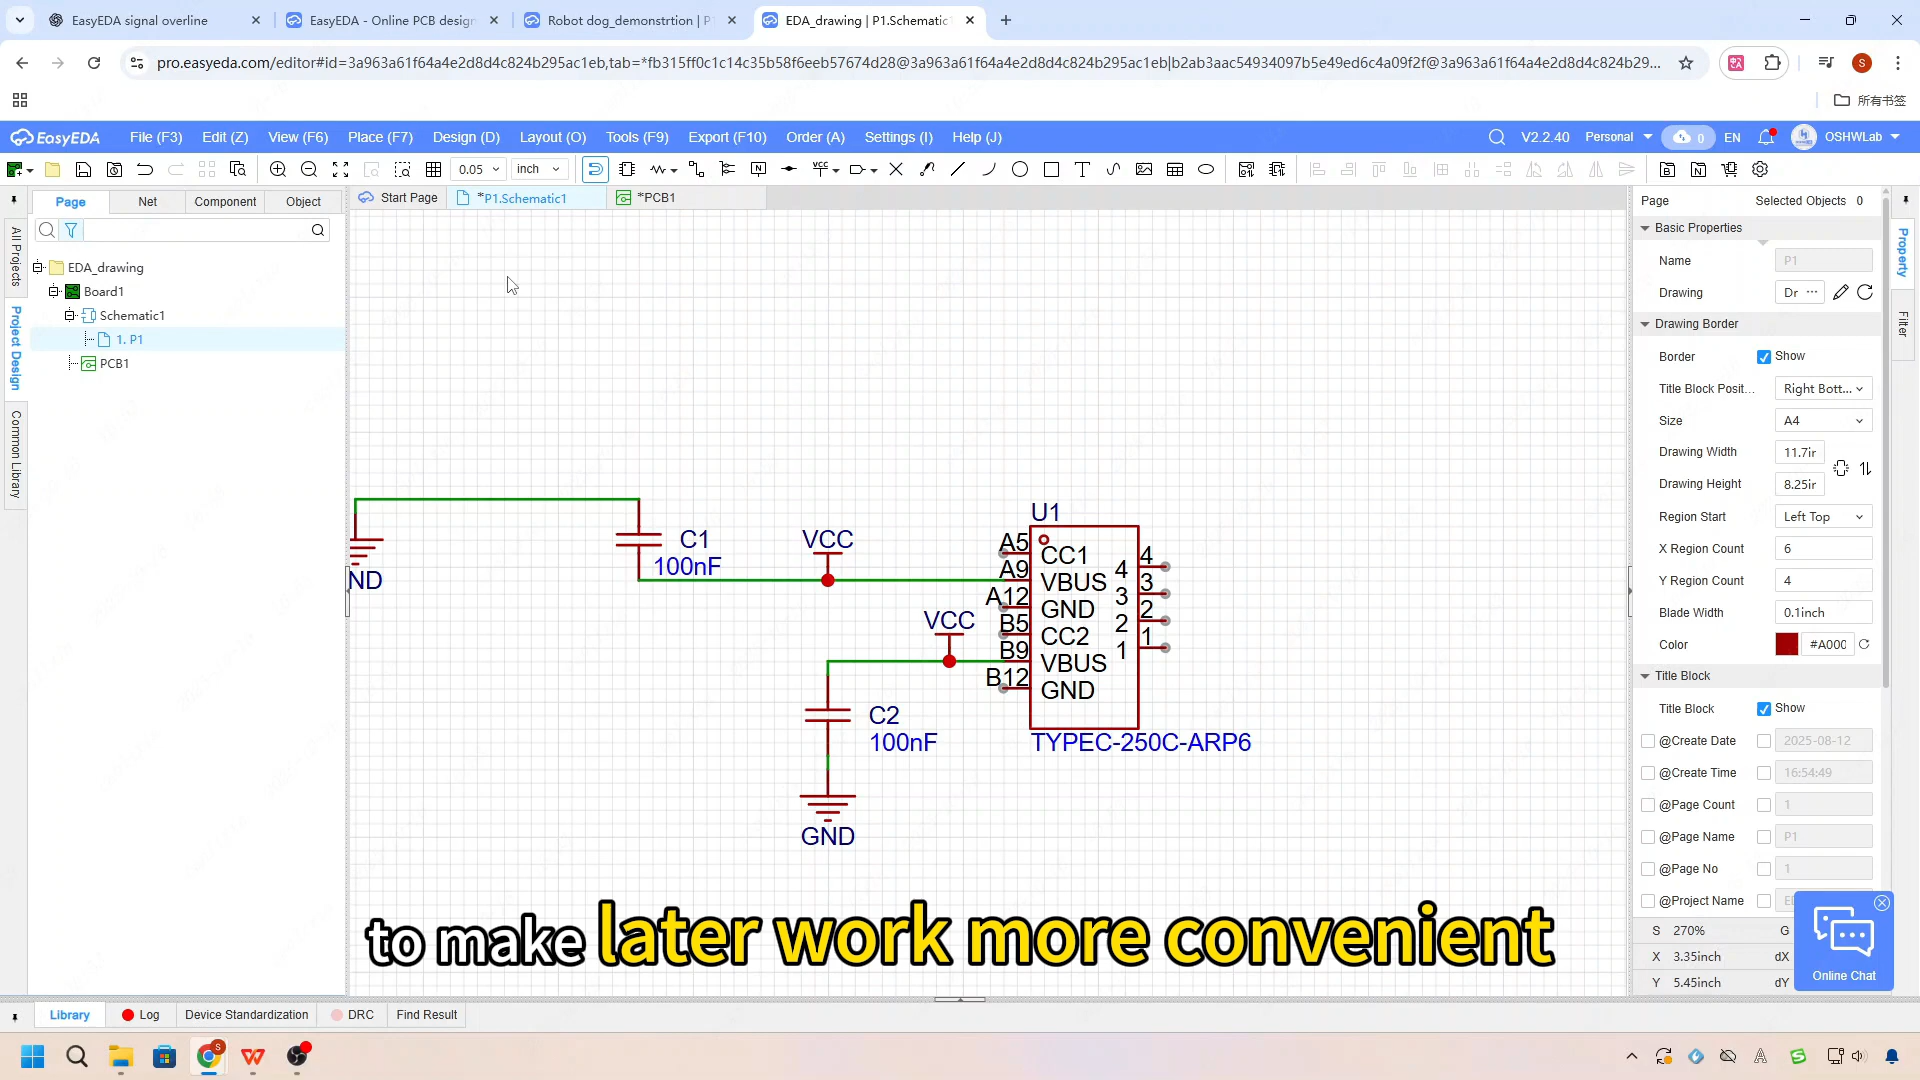 EasyEDA signal overline
EasyEDA - Online PCB design
Robot dog_demonstrtion | P
EDA_drawing | P1.Schematic
pro.easyeda.com/editor#id=3a963a61f64a4e2d8d4c824b295ac1eb,tab=*fb315ff0c1c14c35b58f6eeb57674d28@3a963a61f64a4e2d8d4c824b295ac1eb|b2ab3aac54934097b5e49ed6c4a09f2f@3a963a61f64a4e2d8d4c824b29...
S
所有书签
EasyEDA
File (F3)
Edit (Z)
View (F6)
Place (F7)
Design (D)
Layout (O)
Tools (F9)
Export (F10)
Order (A)
Settings (I)
Help (J)
V2.2.40
Personal
0
EN
OSHWLab
0.05
inch
VCC
Page
Net
Component
Object
Start Page
*P1.Schematic1
*PCB1
All Projects
Project Design
Common Library
EDA_drawing
Board1
Schematic1
1. P1
PCB1
ND
C1
100nF
VCC
VCC
C2
100nF
GND
U1
A5
A9
A12
B5
B9
B12
CC1
VBUS
GND
CC2
VBUS
GND
4
3
2
1
4
3
2
1
TYPEC-250C-ARP6
to make later work more convenient
Page
Selected Objects 0
Basic Properties
Name P1
Drawing Dr ...
Drawing Border
Border Show
Title Block Posit... Right Bott...
Size A4
Drawing Width 11.7in
Drawing Height 8.25in
Region Start Left Top
X Region Count 6
Y Region Count 4
Blade Width 0.1inch
Color #A000
Title Block
Title Block Show
@Create Date 2025-08-12
@Create Time 16:54:49
@Page Count 1
@Page Name P1
@Page No 1
@Project Name
S 270% G
X 3.35inch dX
Y 5.45inch dY
Online Chat
Property
Filter
Library
Log
Device Standardization
DRC
Find Result